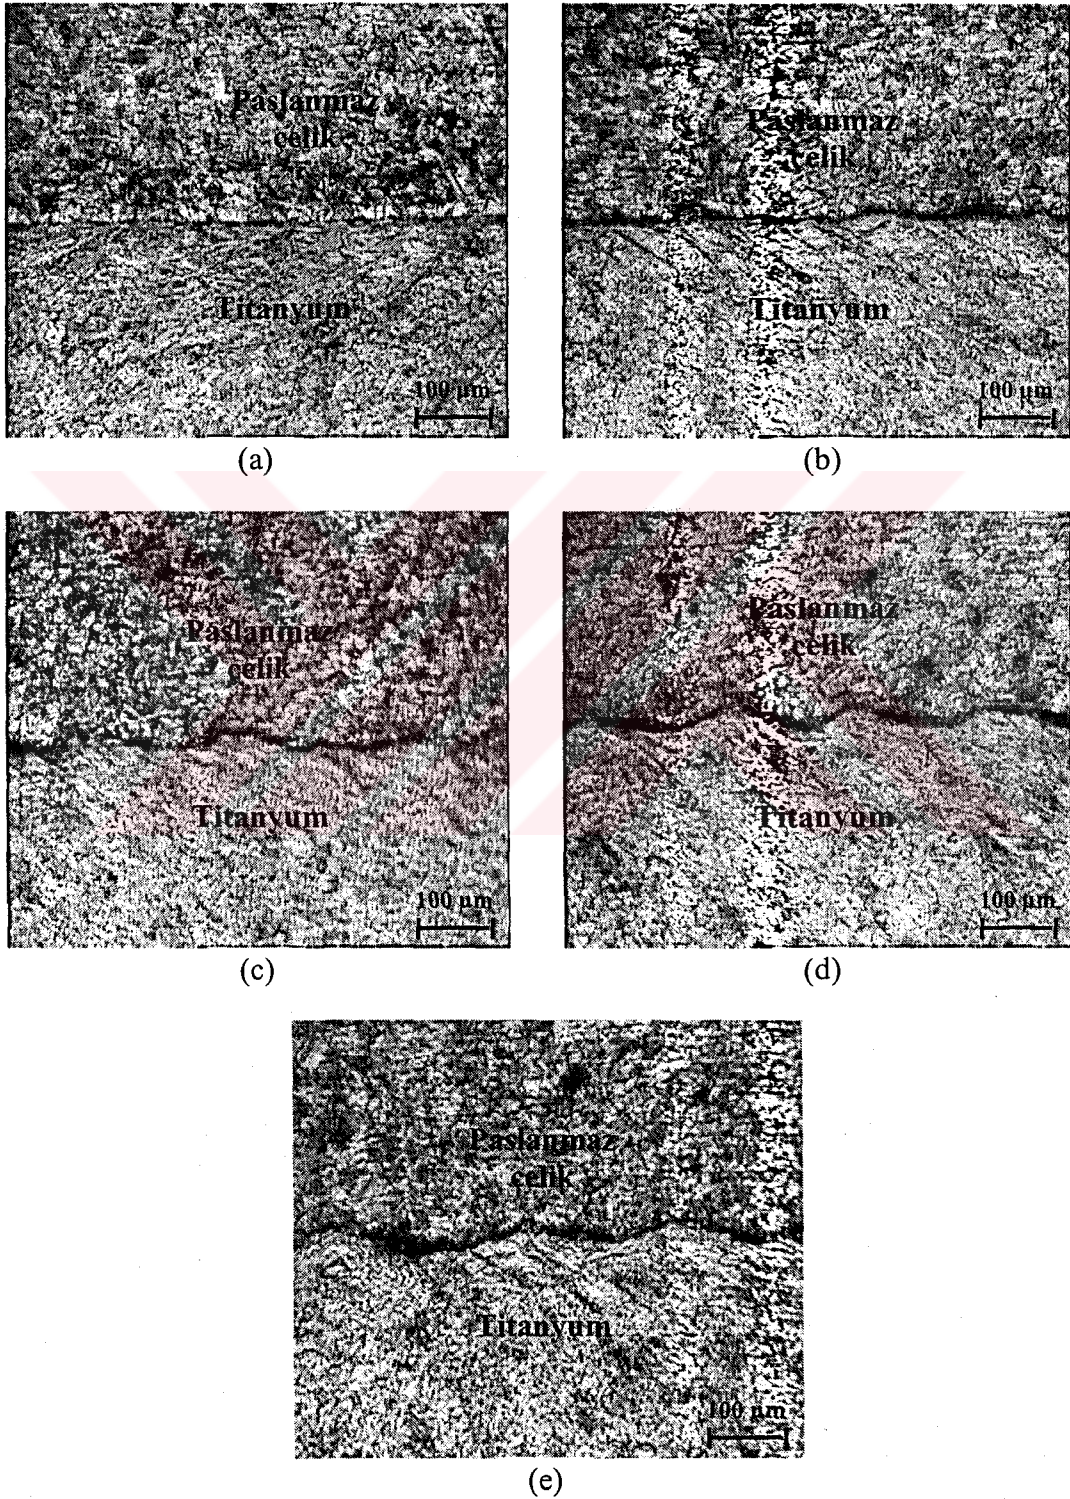 Paslanmaz
çelik
Titanyum
100 µm
(a)
Paslanmaz
çelik
Titanyum
100 µm
(b)
Paslanmaz
çelik
Titanyum
100 µm
(c)
Paslanmaz
çelik
Titanyum
100 µm
(d)
Paslanmaz
çelik
Titanyum
100 µm
(e)